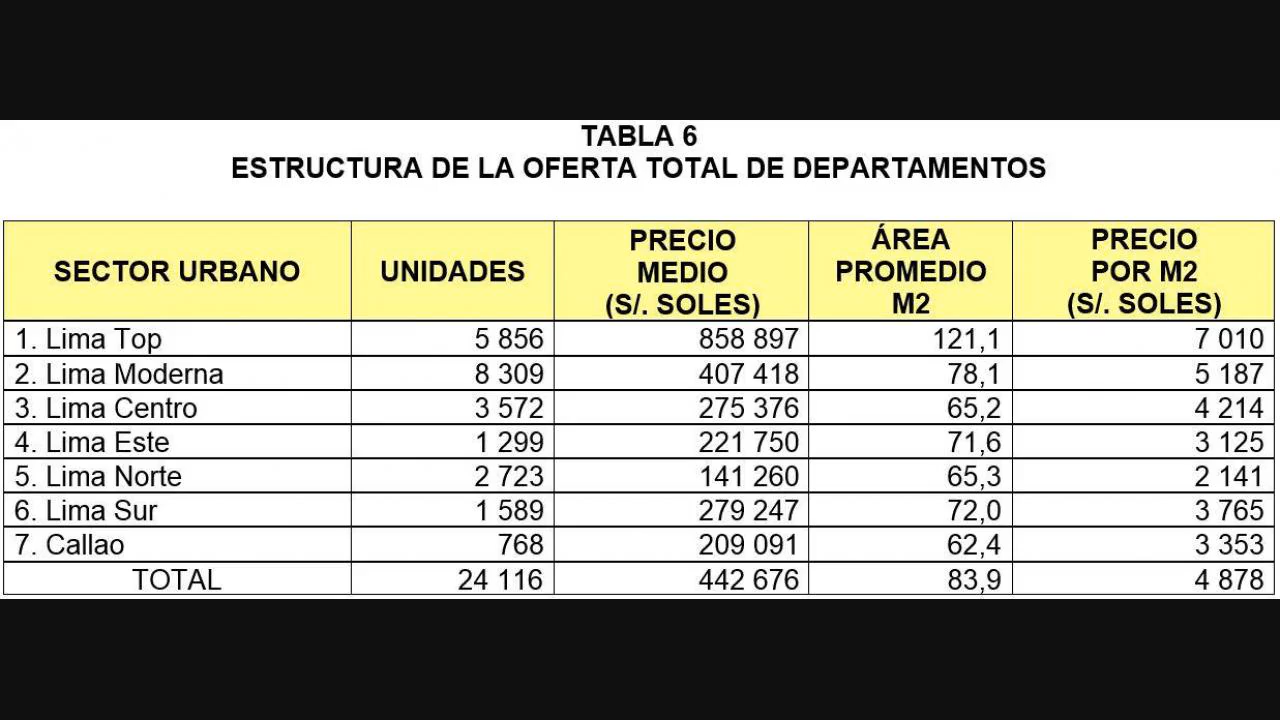 TABLA 6
ESTRUCTURA DE LA OFERTA TOTAL DE DEPARTAMENTOS
SECTOR URBANO UNIDADES PRECIO MEDIO (S/. SOLES) ÁREA PROMEDIO M2 PRECIO POR M2 (S/. SOLES)
1. Lima Top 5 856 858 897 121,1 7 010
2. Lima Moderna 8 309 407 418 78,1 5 187
3. Lima Centro 3 572 275 376 65,2 4 214
4. Lima Este 1 299 221 750 71,6 3 125
5. Lima Norte 2 723 141 260 65,3 2 141
6. Lima Sur 1 589 279 247 72,0 3 765
7. Callao 768 209 091 62,4 3 353
TOTAL 24 116 442 676 83,9 4 878